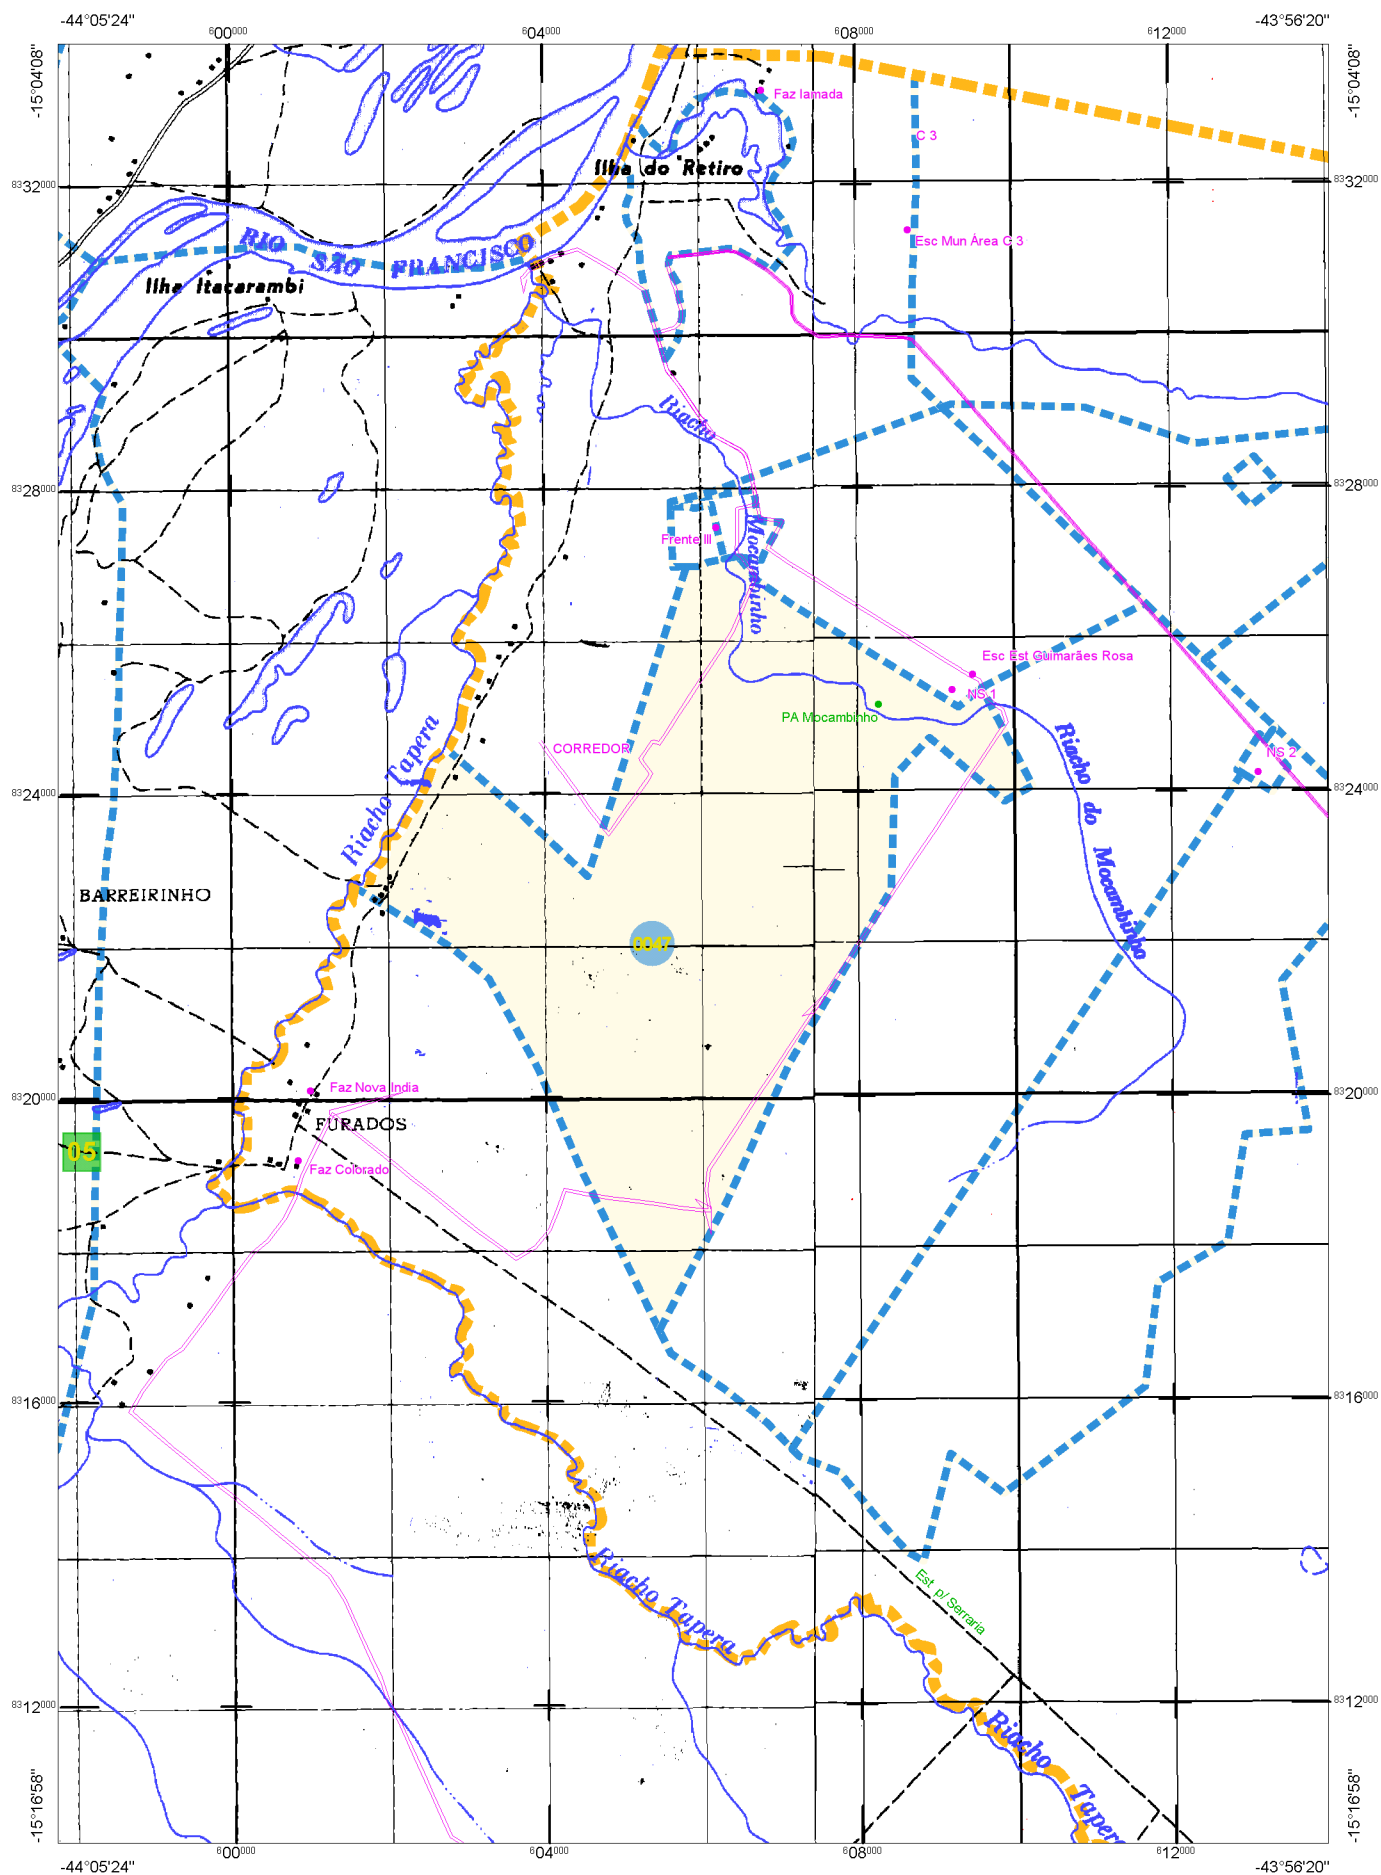 -44°05'24"
-43°56'20"
600000
604000
608000
612000
-15°04'08"
-15°04'08"
Faz Iamada
C 3
Ilha do Retiro
8332000
8332000
Esc Mun Área C 3
RIO SÃO FRANCISCO
Ilha Itacarambi
Riacho Mocambinho
8328000
8328000
Frente III
Esc Est Guimarães Rosa
NS 1
PA Mocambinho
CORREDOR
NS 2
Riacho Tapera
Riacho do Mocambinho
8324000
8324000
BARREIRINHO
0047
Faz Nova India
8320000
8320000
FURADOS
05
Faz Colorado
8316000
8316000
Riacho Tapera
Est. p/ Serraria
8312000
8312000
Riacho Tapera
-15°16'58"
-15°16'58"
600000
604000
608000
612000
-44°05'24"
-43°56'20"